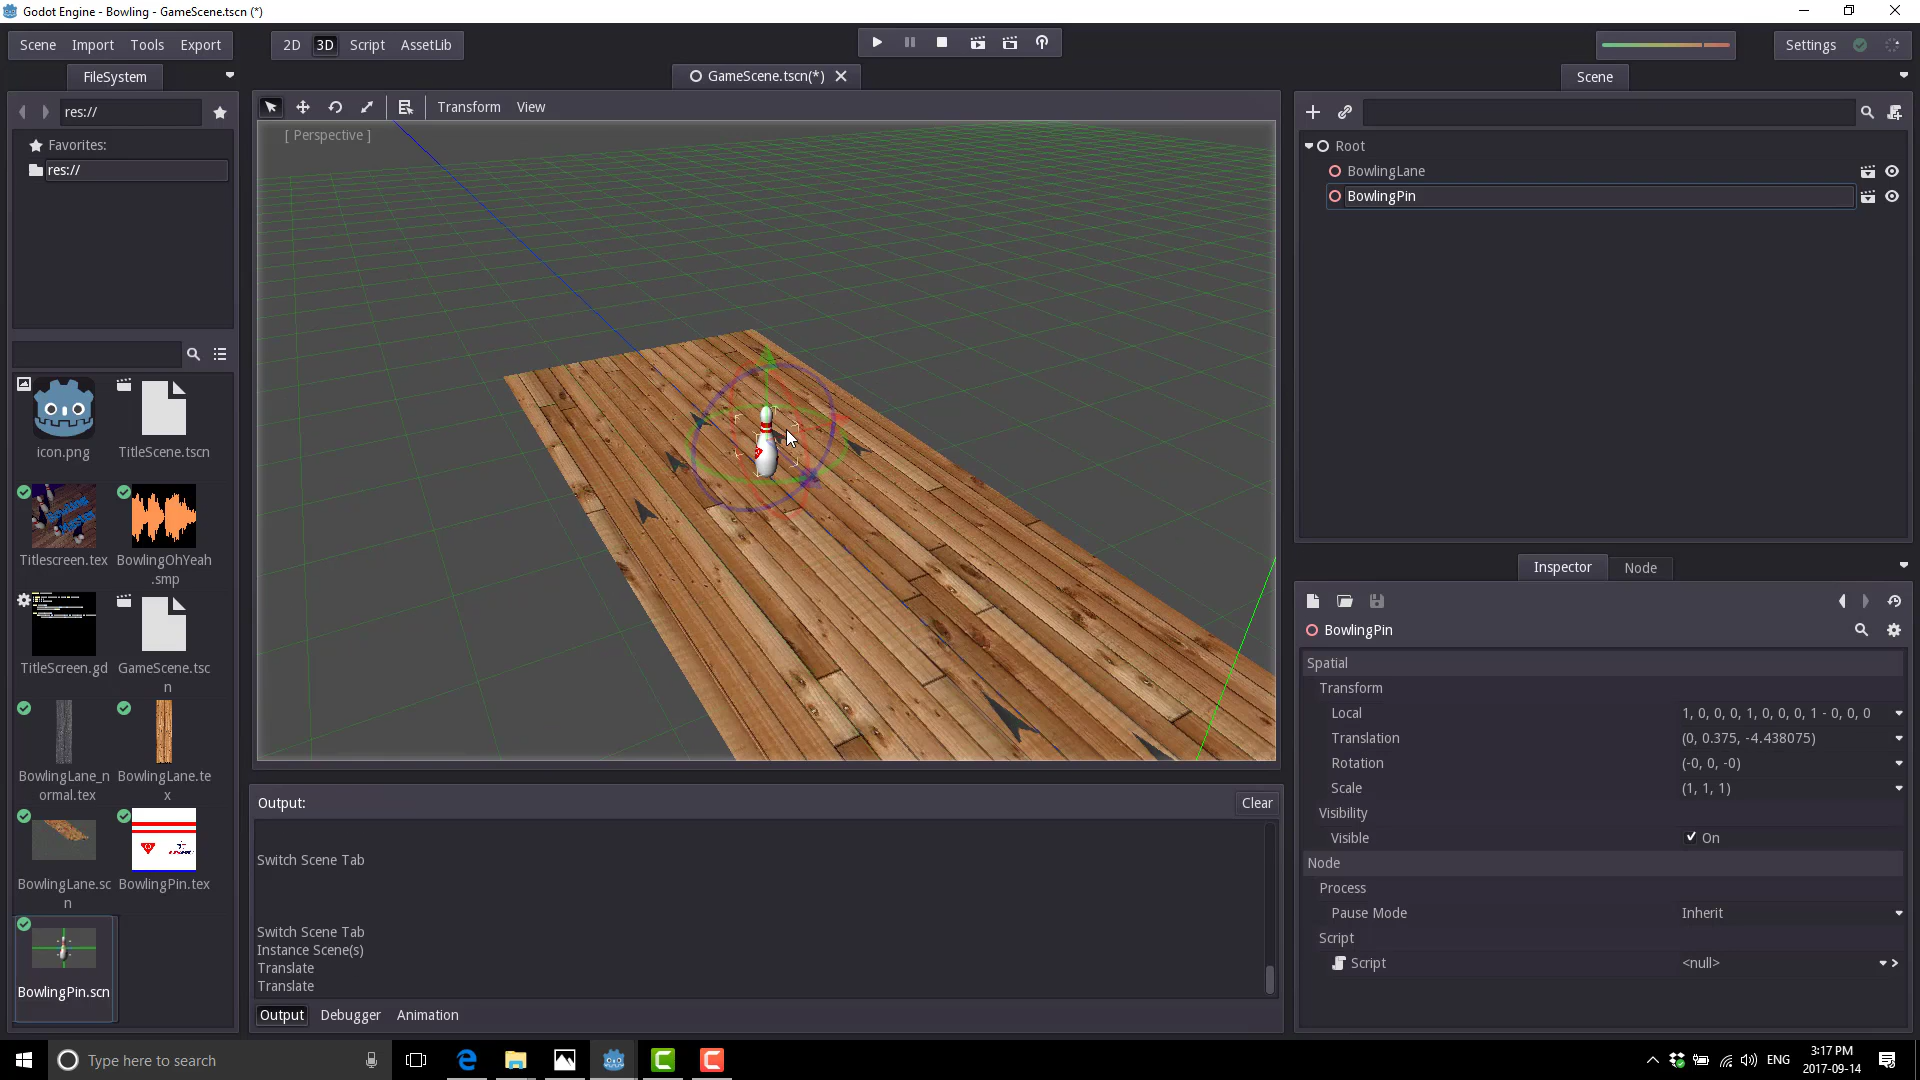 Godot Engine - Bowling - GameScene.tscn (*)
Scene Import Tools Export
2D 3D Script AssetLib
Settings
FileSystem
GameScene.tscn(*)
Scene
res://
Favorites:
res://
Transform View
[ Perspective ]
Root
BowlingLane
BowlingPin
icon.png
TitleScene.tscn
Titlescreen.tex
BowlingOhYeah
.smp
TitleScreen.gd
GameScene.tsc
n
BowlingLane_n
ormal.tex
BowlingLane.te
x
BowlingLane.sc
n
BowlingPin.tex
BowlingPin.scn
Output:
Clear
Switch Scene Tab
Switch Scene Tab
Instance Scene(s)
Translate
Translate
Output Debugger Animation
Inspector Node
BowlingPin
Spatial
Transform
Local 1, 0, 0, 0, 1, 0, 0, 0, 1 - 0, 0, 0
Translation (0, 0.375, -4.438075)
Rotation (-0, 0, -0)
Scale (1, 1, 1)
Visibility
Visible On
Node
Process
Pause Mode Inherit
Script
Script <null>
Type here to search
ENG
3:17 PM
2017-09-14